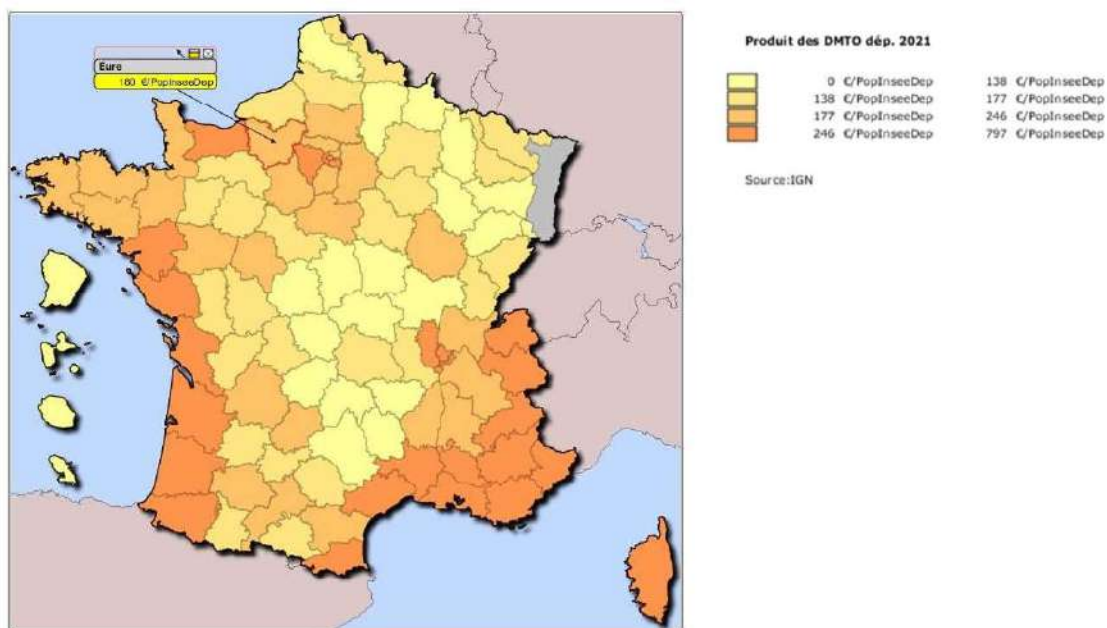 Eure
180 €/PopInseeDep
Produit des DMTO dép. 2021
0 €/PopInseeDep 138 €/PopInseeDep
138 €/PopInseeDep 177 €/PopInseeDep
177 €/PopInseeDep 246 €/PopInseeDep
246 €/PopInseeDep 797 €/PopInseeDep
Source:IGN